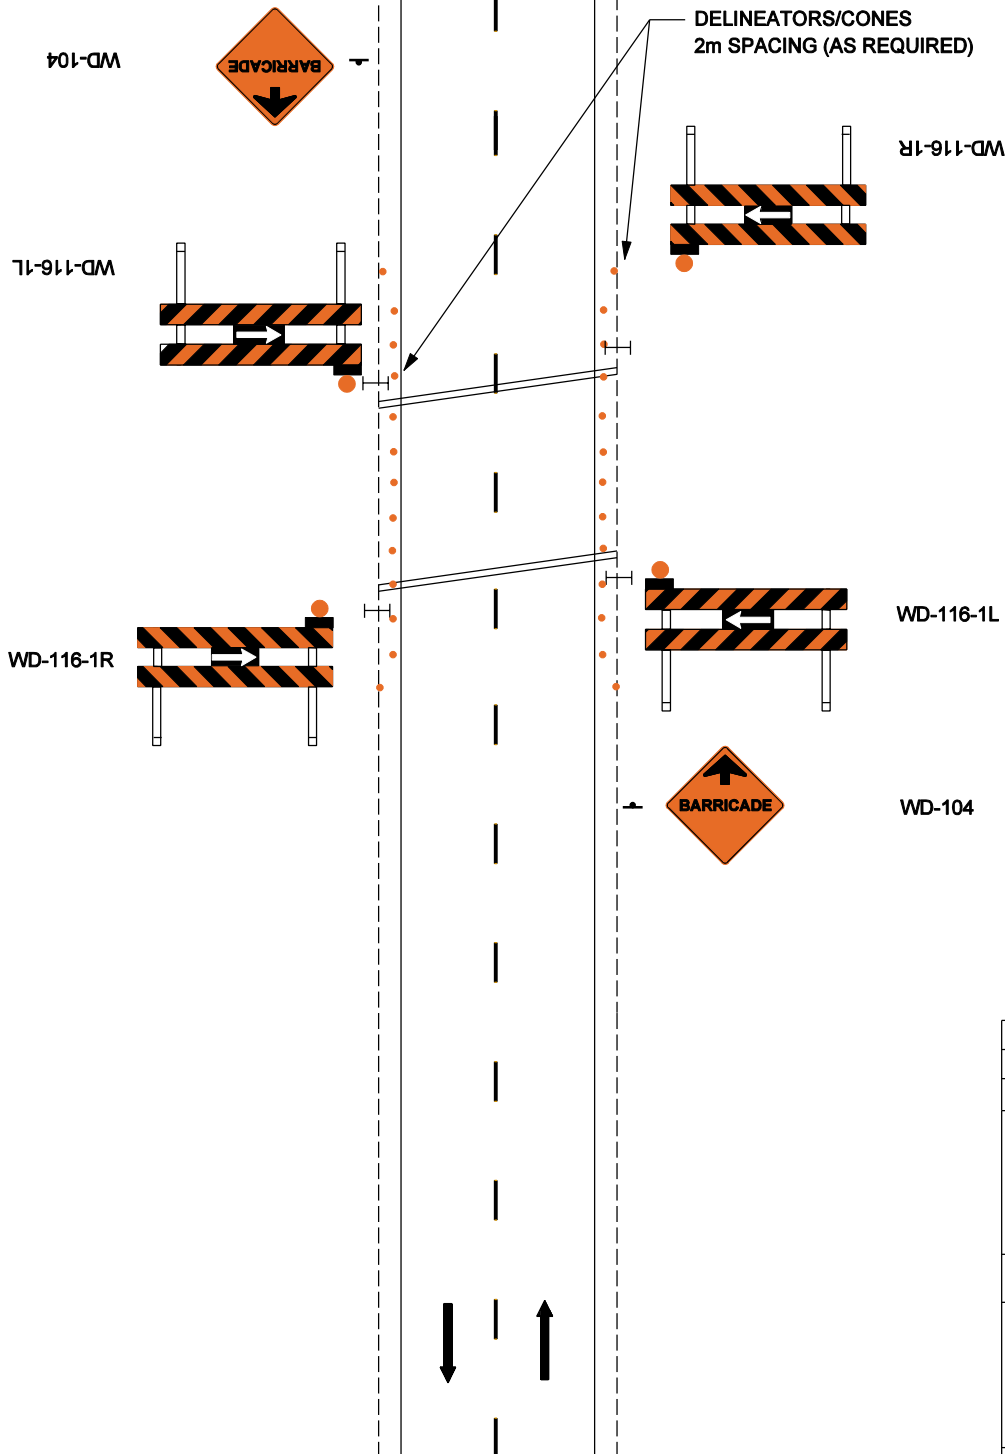 DELINEATORS/CONES
2m SPACING (AS REQUIRED)
WD-104
BARRICADE
WD-116-1R
WD-116-1L
WD-116-1L
WD-116-1R
BARRICADE
WD-104